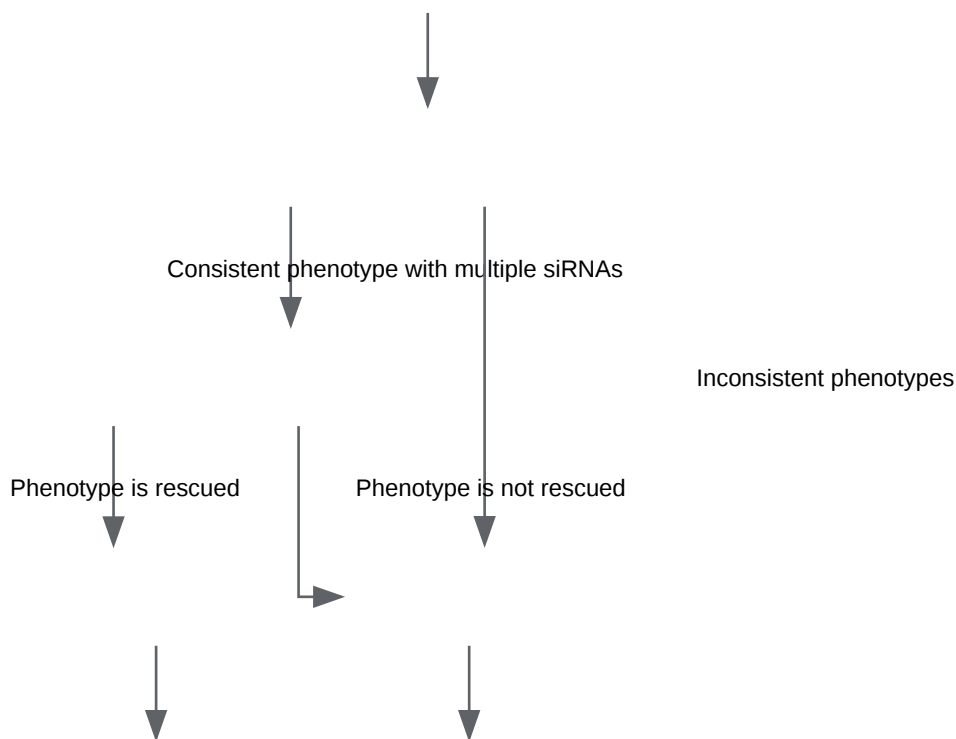 Consistent phenotype with multiple siRNAs
Inconsistent phenotypes
Phenotype is rescued
Phenotype is not rescued